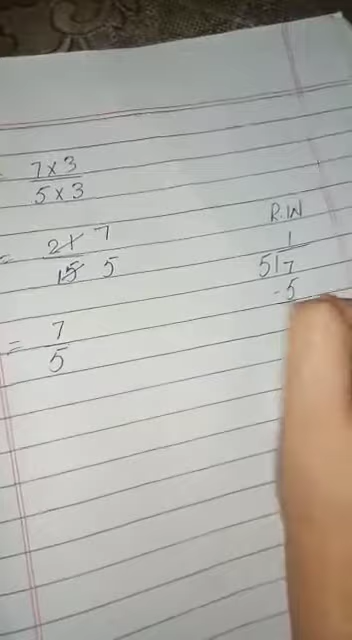 = 7 x 3 / 5 x 3
R.W
= 21 7 / 15 5
1
5 | 7
- 5
= 7 / 5